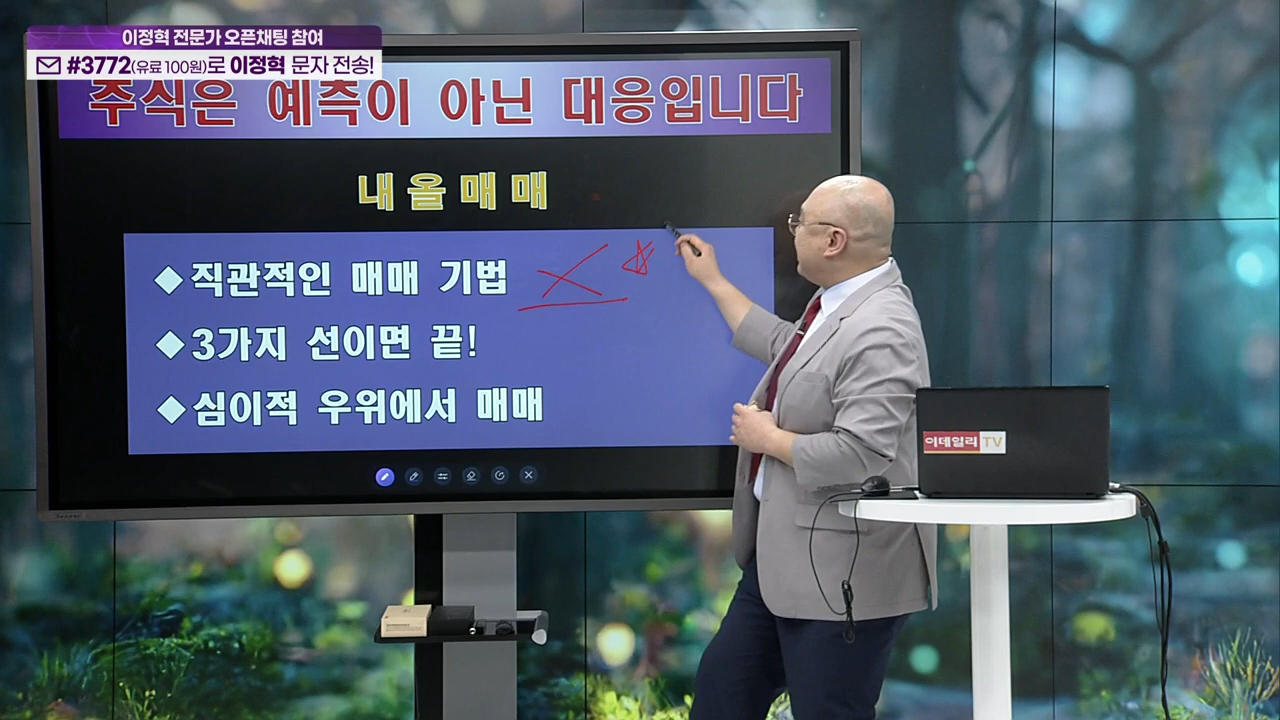 이정혁 전문가 오픈채팅 참여
#3772(유료 100원)로 이정혁 문자 전송!
주식은 예측이 아닌 대응입니다
내올매매
◆직관적인 매매 기법
◆3가지 선이면 끝!
◆심이적 우위에서 매매
이데일리TV